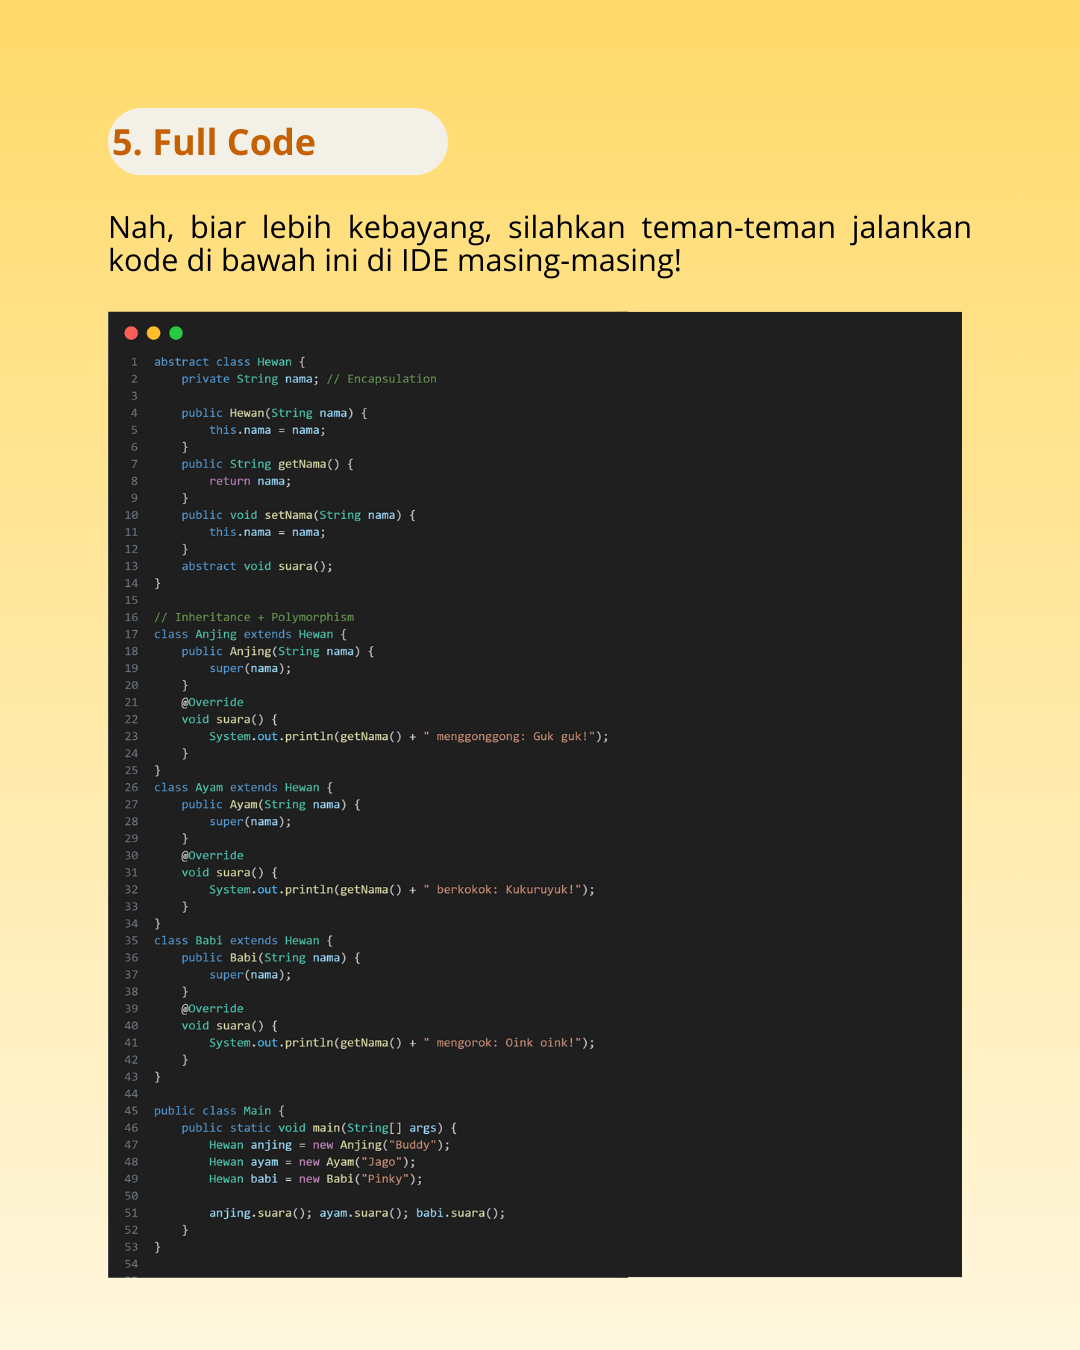 5. Full Code
Nah, biar lebih kebayang, silahkan teman-teman jalankan
kode di bawah ini di IDE masing-masing!
1 abstract class Hewan {
2     private String nama; // Encapsulation
3
4     public Hewan(String nama) {
5         this.nama = nama;
6     }
7     public String getNama() {
8         return nama;
9     }
10     public void setNama(String nama) {
11         this.nama = nama;
12     }
13     abstract void suara();
14 }
15
16 // Inheritance + Polymorphism
17 class Anjing extends Hewan {
18     public Anjing(String nama) {
19         super(nama);
20     }
21     @Override
22     void suara() {
23         System.out.println(getNama() + " menggonggong: Guk guk!");
24     }
25 }
26 class Ayam extends Hewan {
27     public Ayam(String nama) {
28         super(nama);
29     }
30     @Override
31     void suara() {
32         System.out.println(getNama() + " berkokok: Kukuruyuk!");
33     }
34 }
35 class Babi extends Hewan {
36     public Babi(String nama) {
37         super(nama);
38     }
39     @Override
40     void suara() {
41         System.out.println(getNama() + " mengorok: Oink oink!");
42     }
43 }
44
45 public class Main {
46     public static void main(String[] args) {
47         Hewan anjing = new Anjing("Buddy");
48         Hewan ayam = new Ayam("Jago");
49         Hewan babi = new Babi("Pinky");
50
51         anjing.suara(); ayam.suara(); babi.suara();
52     }
53 }
54